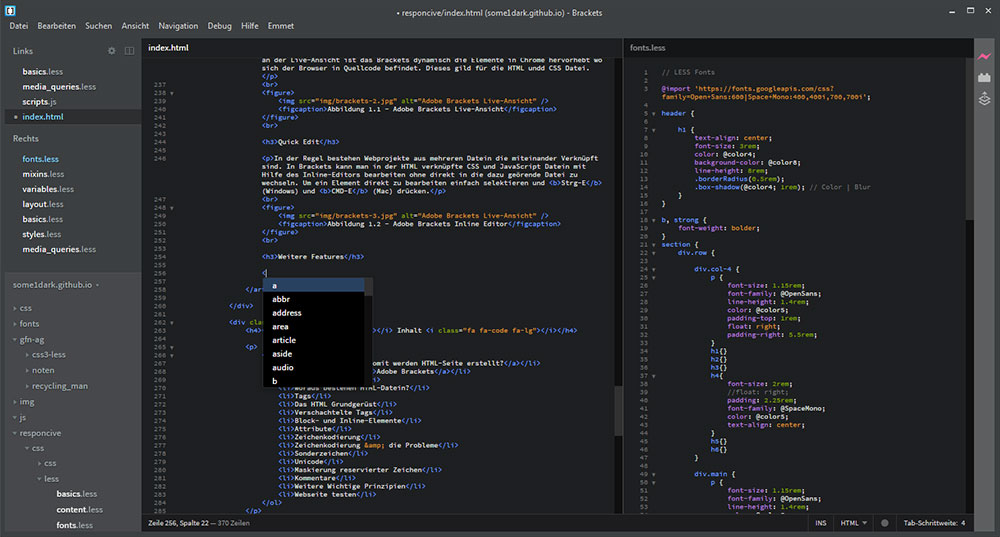 • responcive/index.html (some1dark.github.io) - Brackets
Datei Bearbeiten Suchen Ansicht Navigation Debug Hilfe Emmet
Links
basics.less
media_queries.less
scripts.js
• index.html
Rechts
fonts.less
mixins.less
variables.less
layout.less
basics.less
styles.less
media_queries.less
some1dark.github.io
css
fonts
gfn-ag
css3-less
noten
recycling_man
img
js
responcive
css
css
less
basics.less
content.less
fonts.less
index.html
an der Live-Ansicht ist das Brackets dynamisch die Elemente in Chrome hervorhebt wo
sich der Browser in Quellcode befindet. Dieses gild für die HTML undd CSS Datei.
</p>
237 <br>
238 <figure>
239 <img src="img/brackets-2.jpg" alt="Adobe Brackets Live-Ansicht" />
240 <figcaption>Abbildung 1.1 - Adobe Brackets Live-Ansicht</figcaption>
241 </figure>
242 <br>
243
244 <h3>Quick Edit</h3>
245
246 <p>In der Regel bestehen Webprojekte aus mehreren Datein die miteinander Verknüpft
sind. In Brackets kann man in der HTML verknüpfte CSS und JavaScript Datein mit
Hilfe des Inline-Editors bearbeiten ohne direkt in die dazu geörende Datei zu
wechseln. Um ein Element direkt zu bearbeiten einfach selektieren und <b>Strg-E</b>
(Windows) und <b>CMD-E</b> (Mac) drücken.</p>
247 <br>
248 <figure>
249 <img src="img/brackets-3.jpg" alt="Adobe Brackets Live-Ansicht" />
250 <figcaption>Abbildung 1.2 - Adobe Brackets Inline Editor</figcaption>
251 </figure>
252 <br>
253
254 <h3>Weitere Features</h3>
255
256 <
257
258 </ar
259
260 </div>
261
262 <div clas
263 <h4> ></i> Inhalt <i class="fa fa-code fa-lg"></i></h4>
264
265 <p>
266
267 omit werden HTML-Seite erstellt?</a></li>
268 Adobe Brackets</a></li>
269 </li>
270 <li>Woraus bestehen HTML-Datein?</li>
271 <li>Tags</li>
272 <li>Das HTML Grundgerüst</li>
273 <li>Verschachtelte Tags</li>
274 <li>Block- und Inline-Elemente</li>
275 <li>Attribute</li>
276 <li>Zeichenkodierung</li>
277 <li>Zeichenkodierung &amp; die Probleme</li>
278 <li>Sonderzeichen</li>
279 <li>Unicode</li>
280 <li>Maskierung reservierter Zeichen</li>
281 <li>Kommentare</li>
282 <li>Weitere Wichtige Prinzipien</li>
283 <li>Webseite testen</li>
284 </ol>
285 </p>
a
abbr
address
area
article
aside
audio
b
fonts.less
1 // LESS Fonts
2
3 @import 'https://fonts.googleapis.com/css?
family=Open+Sans:600|Space+Mono:400,400i,700,700i';
4
5 header {
6
7 h1 {
8 text-align: center;
9 font-size: 3rem;
10 color: @color4;
11 background-color: @color8;
12 line-height: 8rem;
13 .borderRadius(0.5rem);
14 .box-shadow(@color4; 1rem); // Color | Blur
15 }
16 }
17
18 b, strong {
19 font-weight: bolder;
20 }
21 section {
22 div.row {
23
24 div.col-4 {
25 p {
26 font-size: 1.15rem;
27 font-family: @OpenSans;
28 line-height: 1.4rem;
29 color: @color5;
30 padding-top: 1rem;
31 float: right;
32 padding-right: 5.5rem;
33 }
34 h1{}
35 h2{}
36 h3{}
37 h4{
38 font-size: 2rem;
39 //float: right;
40 padding: 2.25rem;
41 font-family: @SpaceMono;
42 color: @color5;
43 text-align: center;
44 }
45 h5{}
46 h6{}
47 }
48
49 div.main {
50 p {
51 font-size: 1.15rem;
52 font-family: @OpenSans;
53 line-height: 1.4rem;
Zeile 256, Spalte 22 — 370 Zeilen
INS HTML Tab-Schrittweite: 4